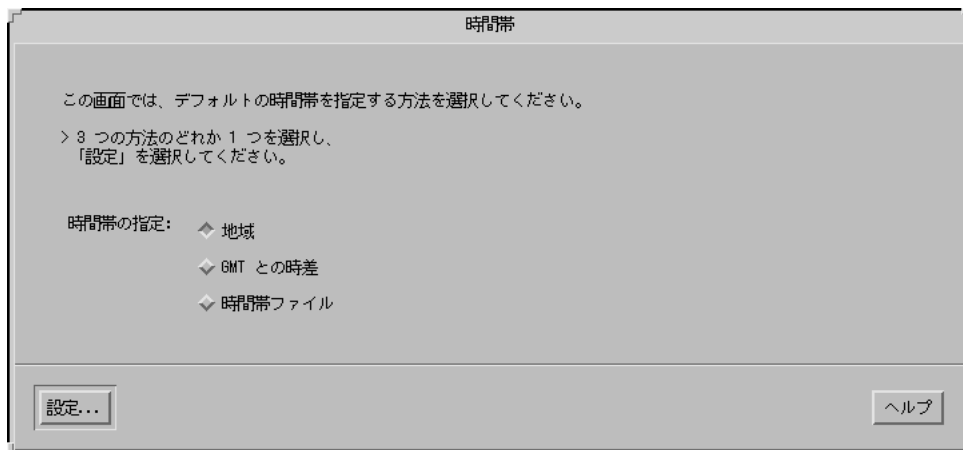 時間帯
この画面では、デフォルトの時間帯を指定する方法を選択してください。
> 3 つの方法のどれか 1 つを選択し、
「設定」を選択してください。
時間帯の指定:
地域
GMT との時差
時間帯ファイル
設定...
ヘルプ